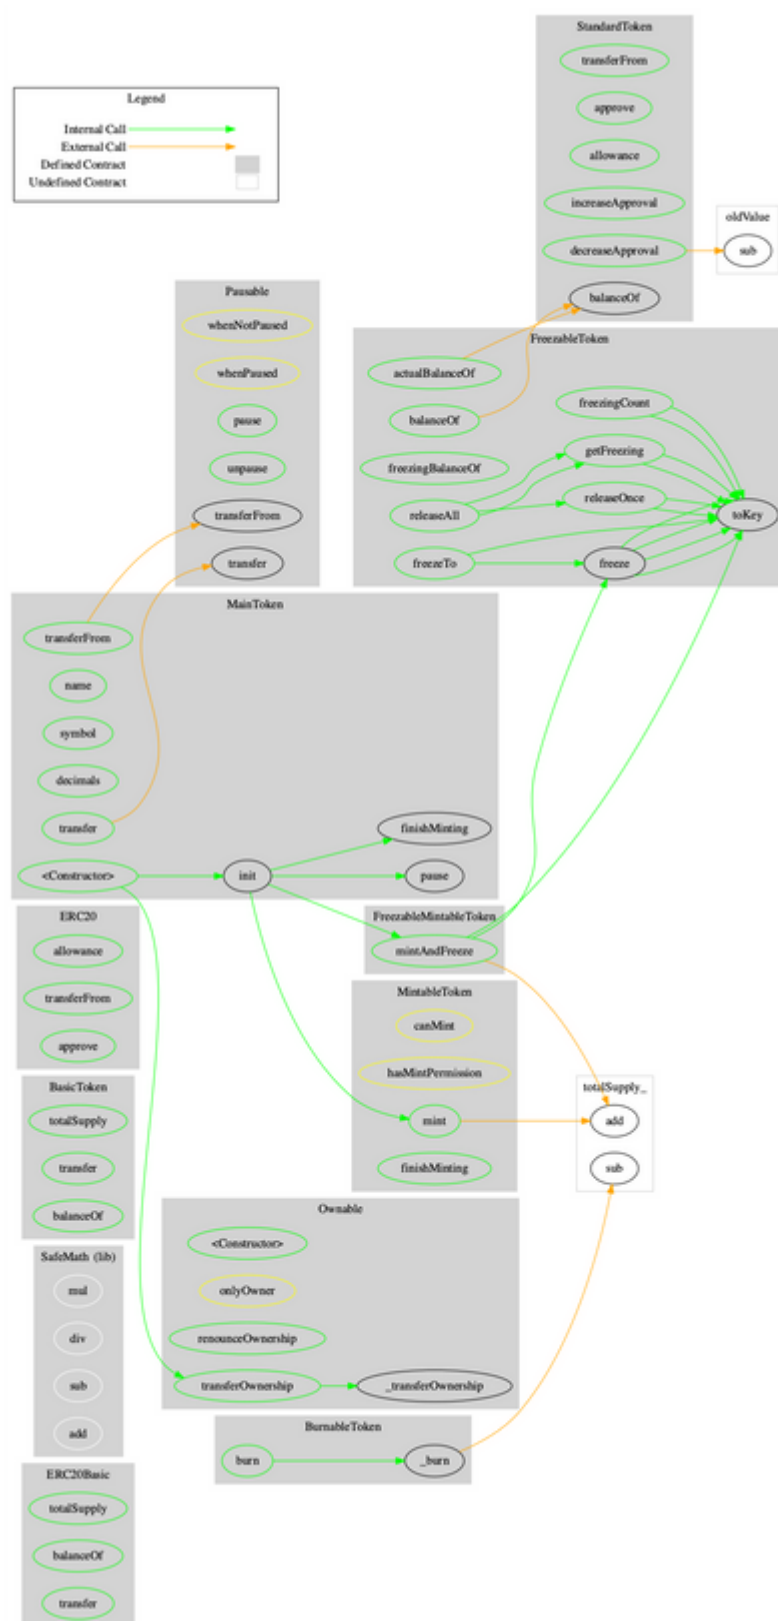 Legend
Internal Call
External Call
Defined Contract
Undefined Contract
StandardToken
transferFrom
approve
allowance
increaseApproval
decreaseApproval
balanceOf
oldValue
sub
Pausable
whenNotPaused
whenPaused
pause
unpause
transferFrom
transfer
FreezableToken
actualBalanceOf
balanceOf
freezingBalanceOf
releaseAll
freezeTo
freezingCount
getFreezing
releaseOnce
freeze
toKey
MainToken
transferFrom
name
symbol
decimals
transfer
<Constructor>
init
finishMinting
pause
ERC20
allowance
transferFrom
approve
FreezableMintableToken
mintAndFreeze
MintableToken
canMint
hasMintPermission
mint
finishMinting
totalSupply_
add
sub
BasicToken
totalSupply
transfer
balanceOf
Ownable
<Constructor>
onlyOwner
renounceOwnership
transferOwnership
_transferOwnership
SafeMath (lib)
mul
div
sub
add
BurnableToken
burn
_burn
ERC20Basic
totalSupply
balanceOf
transfer